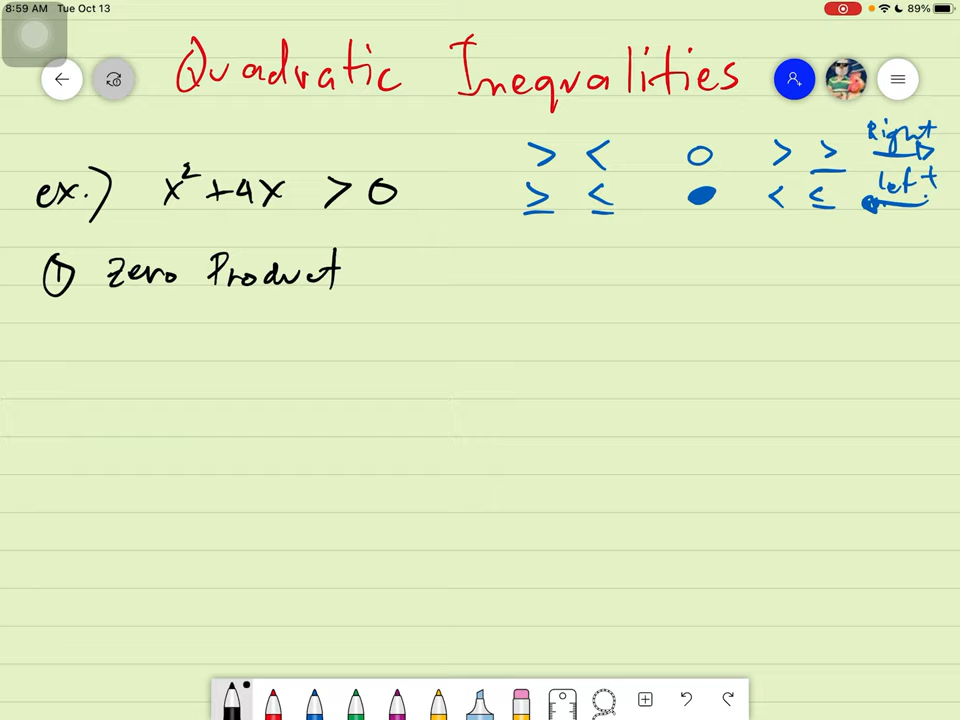 8:59 AM Tue Oct 13 89%
Quadratic Inequalities
> < ○ > ≥ Right
≥ ≤ ● < ≤ left
ex.) x²+4x > 0
① Zero Product